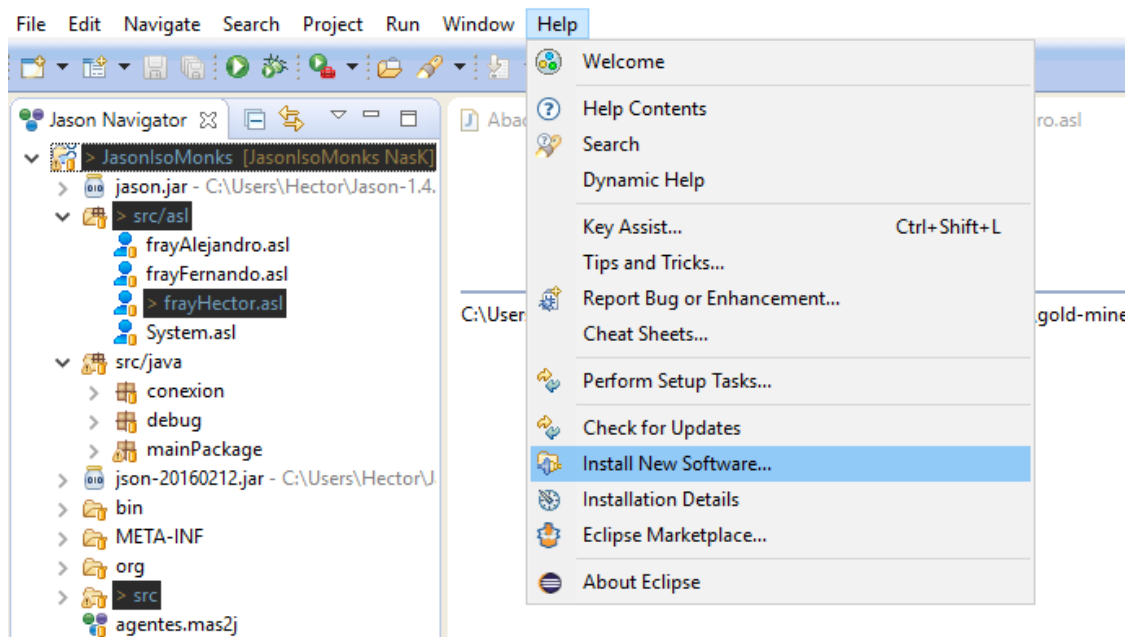 File Edit Navigate Search Project Run Window Help
Jason Navigator
> JasonIsoMonks [JasonIsoMonks NasK]
jason.jar - C:\Users\Hector\Jason-1.4.
> src/asl
frayAlejandro.asl
frayFernando.asl
> frayHector.asl
System.asl
src/java
conexion
debug
mainPackage
json-20160212.jar - C:\Users\Hector\J
bin
META-INF
org
> src
agentes.mas2j
Abac
ro.asl
C:\User
gold-mine
Welcome
Help Contents
Search
Dynamic Help
Key Assist... Ctrl+Shift+L
Tips and Tricks...
Report Bug or Enhancement...
Cheat Sheets...
Perform Setup Tasks...
Check for Updates
Install New Software...
Installation Details
Eclipse Marketplace...
About Eclipse